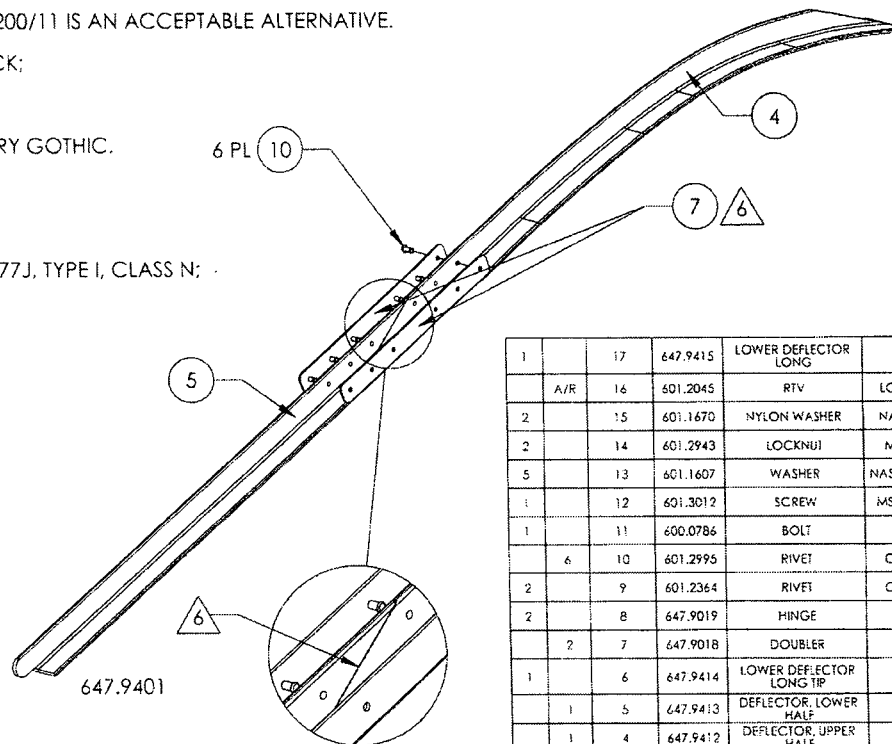 200/11 IS AN ACCEPTABLE ALTERNATIVE.
CK;
RY GOTHIC.
77J, TYPE I, CLASS N;
6 PL 10
4
7 6
5
6
647.9401
1 17 647.9415 LOWER DEFLECTOR LONG
A/R 16 601.2045 RTV LO
2 15 601.1670 NYLON WASHER NA
2 14 601.2943 LOCKNUT M
5 13 601.1607 WASHER NAS
1 12 601.3012 SCREW MS
1 11 600.0786 BOLT
6 10 601.2995 RIVET C
2 9 601.2364 RIVET C
2 8 647.9019 HINGE
2 7 647.9018 DOUBLER
1 6 647.9414 LOWER DEFLECTOR LONG TIP
1 5 647.9413 DEFLECTOR, LOWER HALF
1 4 647.9412 DEFLECTOR, UPPER HALF